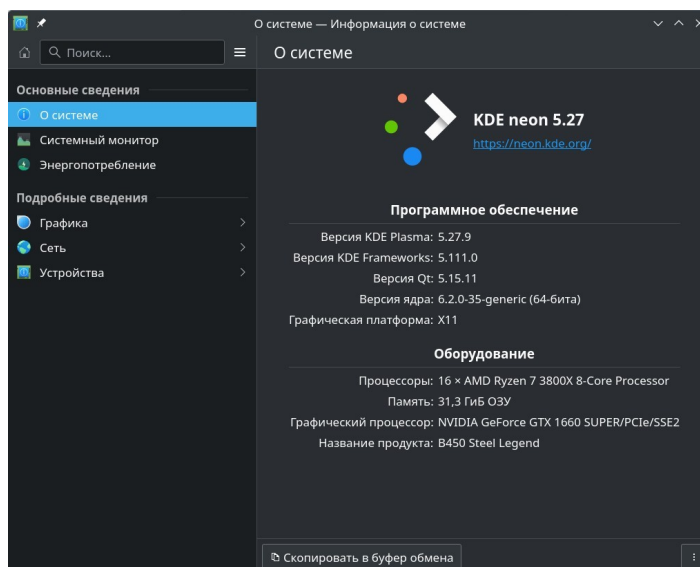 О системе — Информация о системе
Поиск...
О системе
Основные сведения
О системе
Системный монитор
Энергопотребление
Подробные сведения
Графика
Сеть
Устройства
KDE neon 5.27
https://neon.kde.org/
Программное обеспечение
Версия KDE Plasma: 5.27.9
Версия KDE Frameworks: 5.111.0
Версия Qt: 5.15.11
Версия ядра: 6.2.0-35-generic (64-бита)
Графическая платформа: X11
Оборудование
Процессоры: 16 × AMD Ryzen 7 3800X 8-Core Processor
Память: 31,3 ГиБ ОЗУ
Графический процессор: NVIDIA GeForce GTX 1660 SUPER/PCIe/SSE2
Название продукта: B450 Steel Legend
Скопировать в буфер обмена